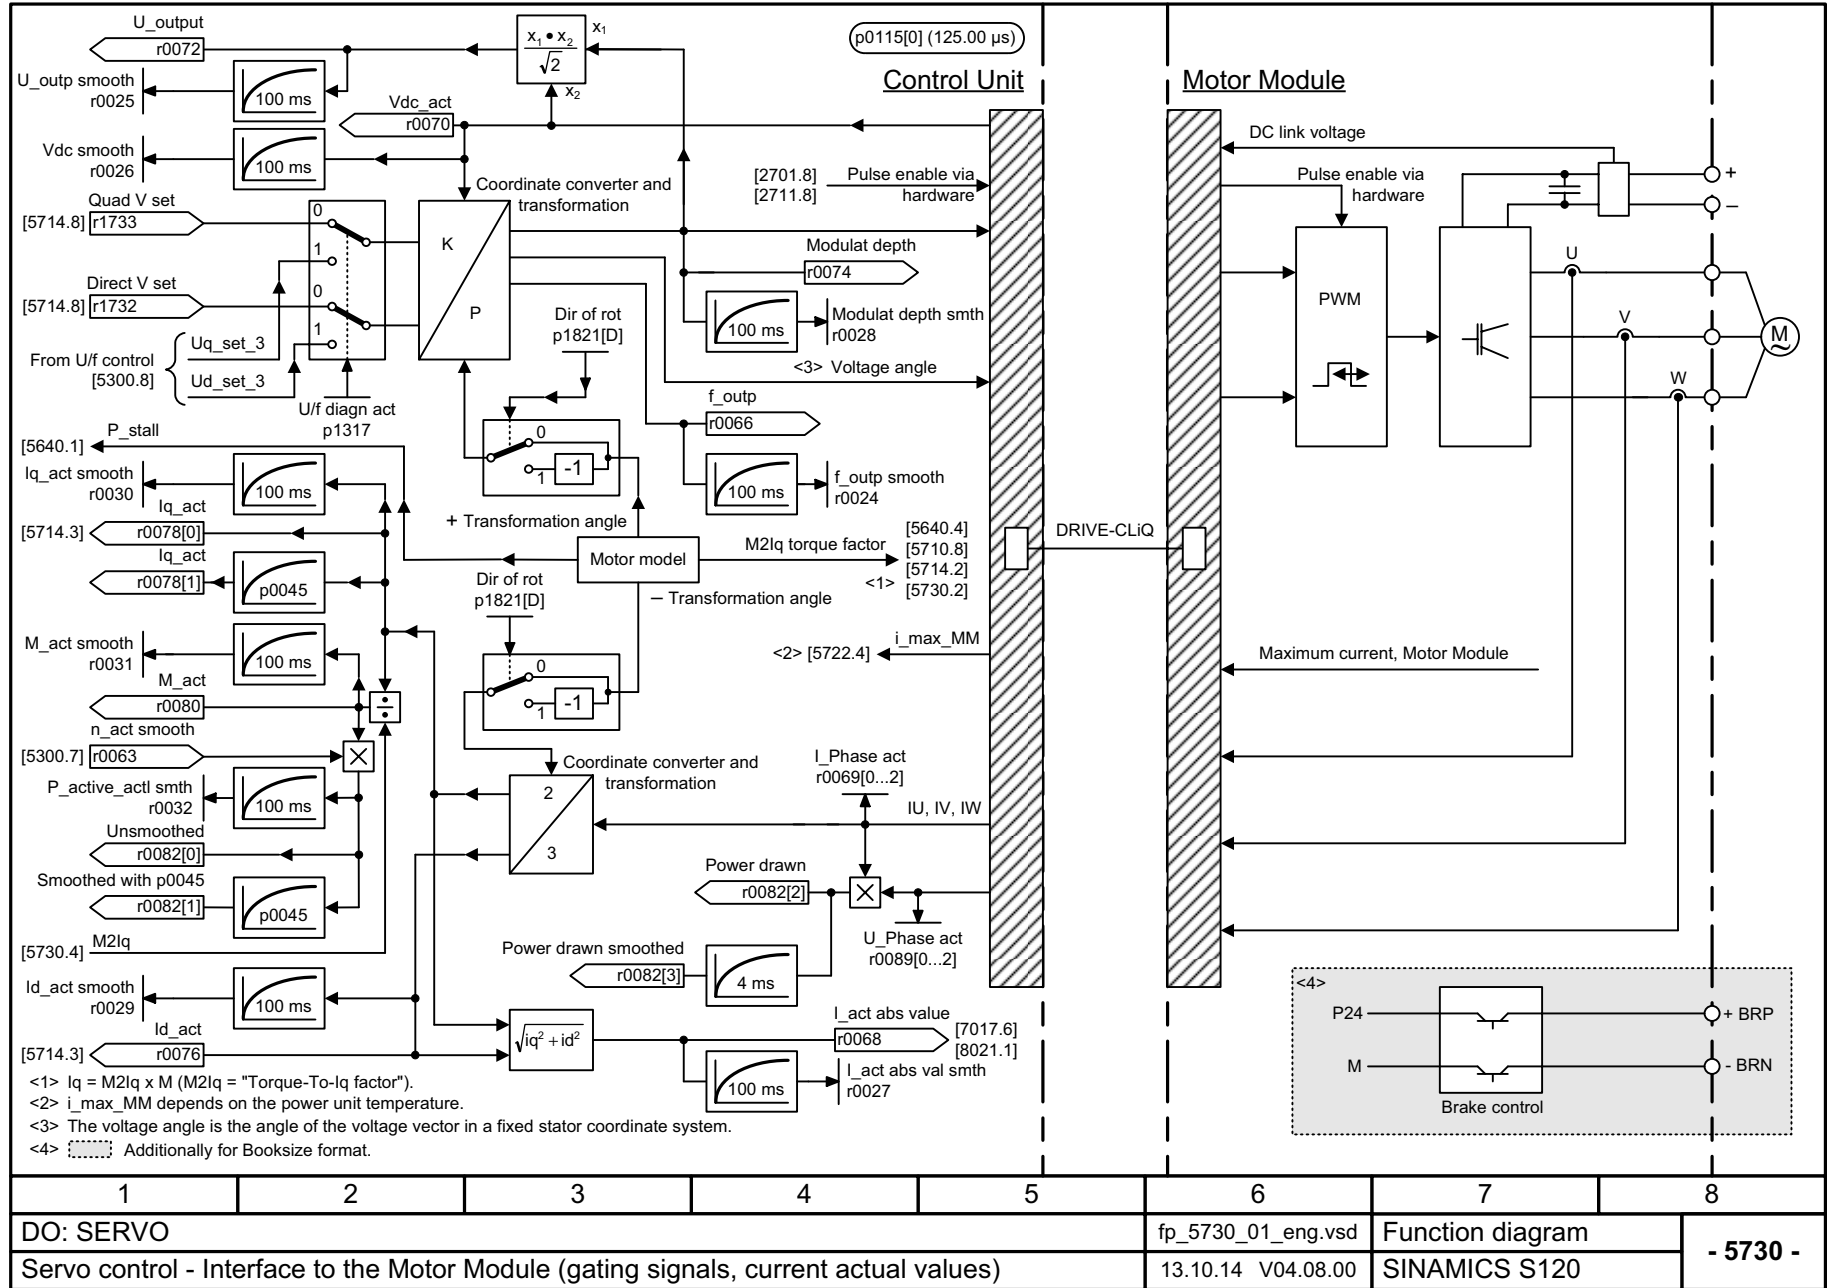 U_output
r0072
x1 • x2
√2
x1
x2
p0115[0] (125.00 µs)
Control Unit
Motor Module
U_outp smooth
r0025
100 ms
Vdc_act
r0070
Vdc smooth
r0026
100 ms
DC link voltage
[2701.8]
[2711.8]
Pulse enable via
hardware
Pulse enable via
hardware
+
–
Quad V set
[5714.8]
r1733
0
1
Coordinate converter and
transformation
K
P
Modulat depth
r0074
Direct V set
[5714.8]
r1732
0
1
Dir of rot
p1821[D]
100 ms
Modulat depth smth
r0028
PWM
U
V
W
M
~
From U/f control
[5300.8]
Uq_set_3
Ud_set_3
U/f diagn act
p1317
<3> Voltage angle
f_outp
r0066
P_stall
[5640.1]
0
1
-1
Iq_act smooth
r0030
100 ms
100 ms
f_outp smooth
r0024
Iq_act
[5714.3]
r0078[0]
+ Transformation angle
Motor model
M2Iq torque factor
[5640.4]
[5710.8]
[5714.2]
<1>
[5730.2]
DRIVE-CLiQ
Iq_act
r0078[1]
p0045
Dir of rot
p1821[D]
– Transformation angle
M_act smooth
r0031
100 ms
i_max_MM
<2> [5722.4]
Maximum current, Motor Module
M_act
r0080
÷
0
1
-1
n_act smooth
[5300.7]
r0063
×
Coordinate converter and
transformation
2
3
I_Phase act
r0069[0...2]
IU, IV, IW
P_active_actl smth
r0032
100 ms
Unsmoothed
r0082[0]
Power drawn
r0082[2]
×
Smoothed with p0045
r0082[1]
p0045
U_Phase act
r0089[0...2]
M2Iq
[5730.4]
Power drawn smoothed
r0082[3]
4 ms
Id_act smooth
r0029
100 ms
Id_act
[5714.3]
r0076
√iq² + id²
I_act abs value
r0068
[7017.6]
[8021.1]
100 ms
I_act abs val smth
r0027
<4>
P24
+ BRP
M
- BRN
Brake control
<1> Iq = M2Iq x M (M2Iq = "Torque-To-Iq factor").
<2> i_max_MM depends on the power unit temperature.
<3> The voltage angle is the angle of the voltage vector in a fixed stator coordinate system.
<4> Additionally for Booksize format.
1 2 3 4 5 6 7 8
DO: SERVO
fp_5730_01_eng.vsd
Function diagram
- 5730 -
Servo control - Interface to the Motor Module (gating signals, current actual values)
13.10.14 V04.08.00
SINAMICS S120